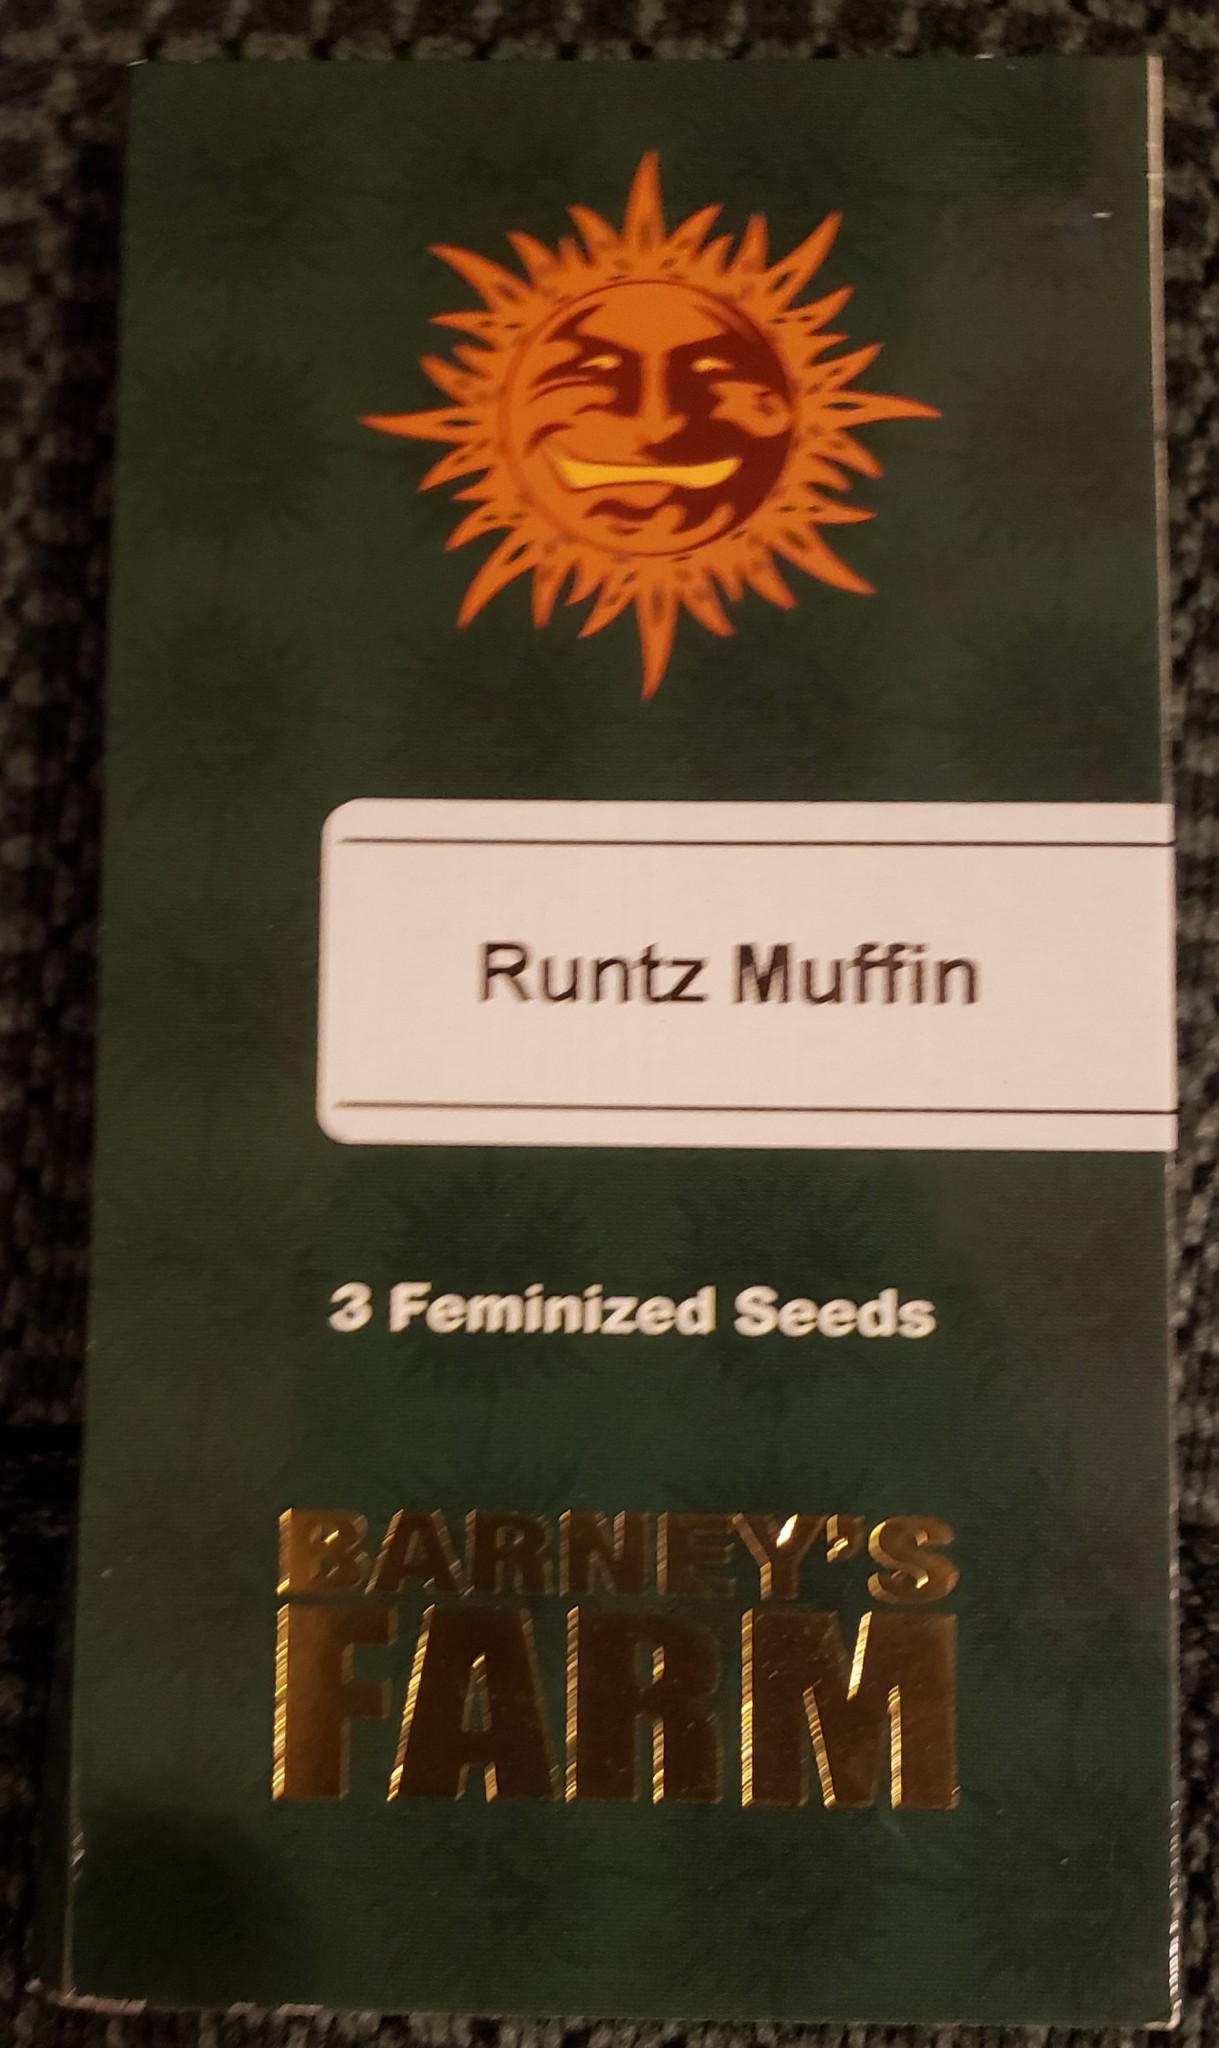 Runtz Muffin
3 Feminized Seeds
BARNEY'S
FARM